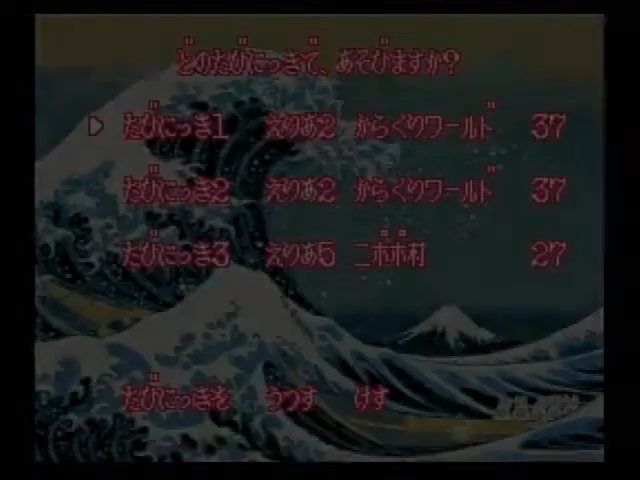 どのたびにっきで、あそびますか?
▷ たびにっき1 えりあ2 からくりワールド 37
たびにっき2 えりあ2 からくりワールド 37
たびにっき3 えりあ5 ニポポ村 27
たびにっきを うつす けす